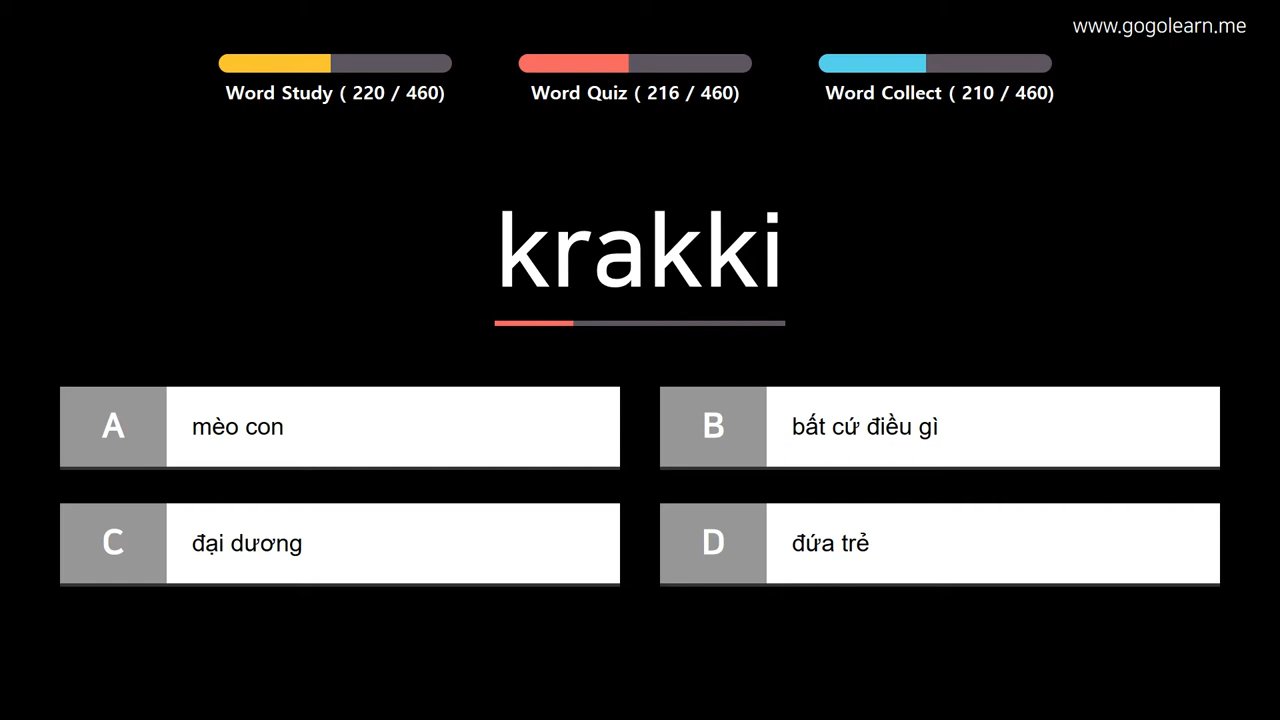 www.gogolearn.me
Word Study ( 220 / 460)
Word Quiz ( 216 / 460)
Word Collect ( 210 / 460)
krakki
A mèo con
B bất cứ điều gì
C đại dương
D đứa trẻ